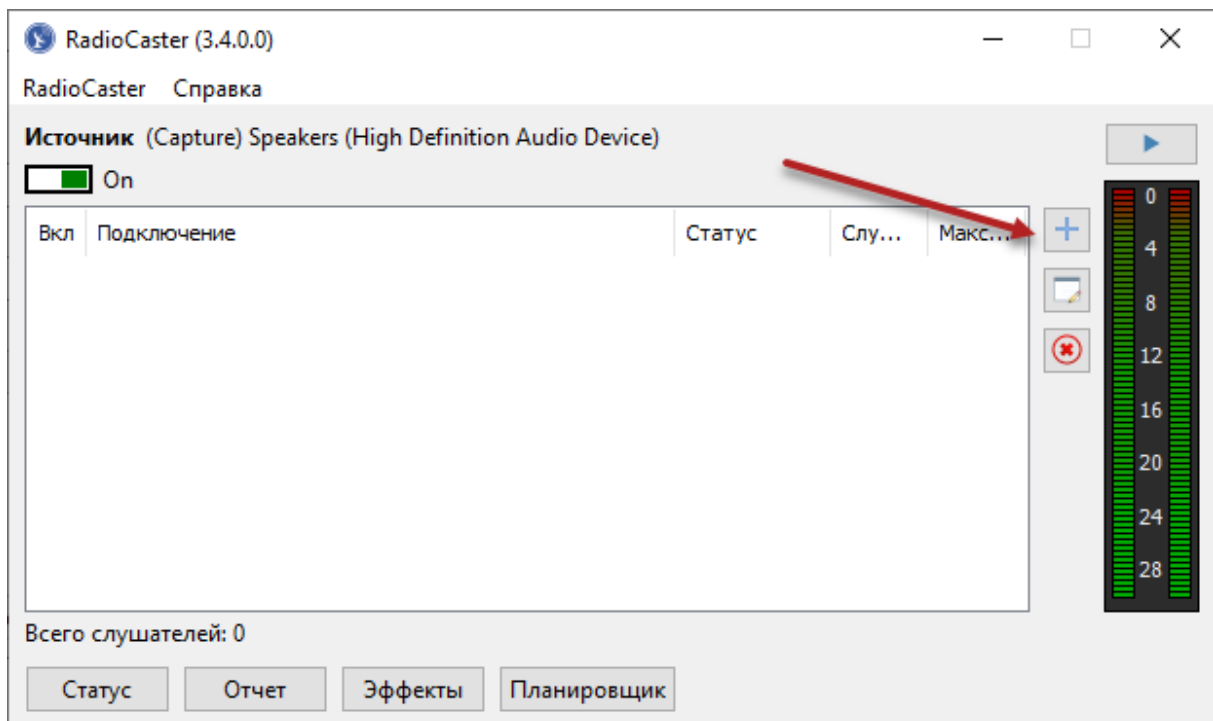 RadioCaster (3.4.0.0)
RadioCaster Справка
Источник (Capture) Speakers (High Definition Audio Device)
On
Вкл Подключение Статус Слу... Макс...
0
4
8
12
16
20
24
28
Всего слушателей: 0
Статус Отчет Эффекты Планировщик